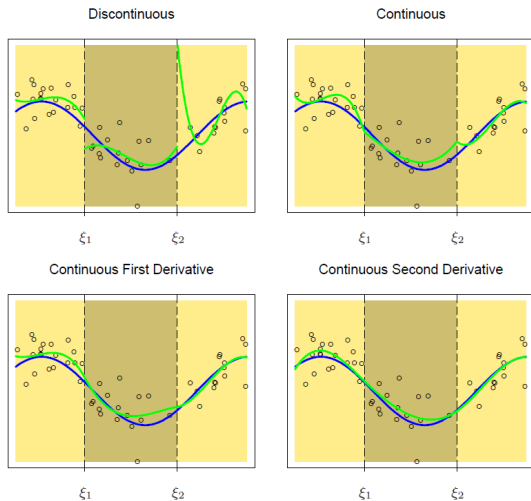 Discontinuous
Continuous
ξ1
ξ2
ξ1
ξ2
Continuous First Derivative
Continuous Second Derivative
ξ1
ξ2
ξ1
ξ2